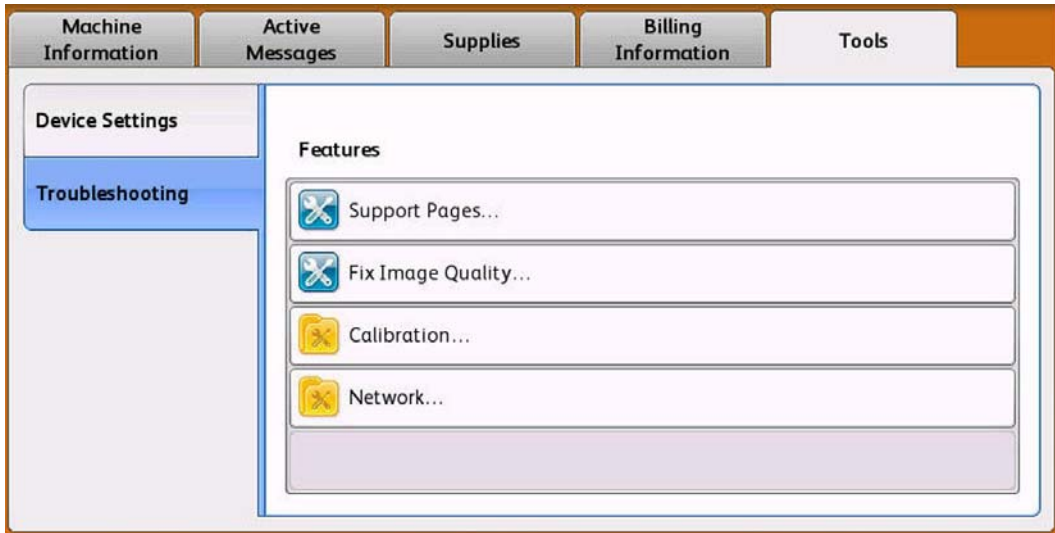 Machine
Information
Active
Messages
Supplies
Billing
Information
Tools
Device Settings
Troubleshooting
Features
Support Pages...
Fix Image Quality...
Calibration...
Network...